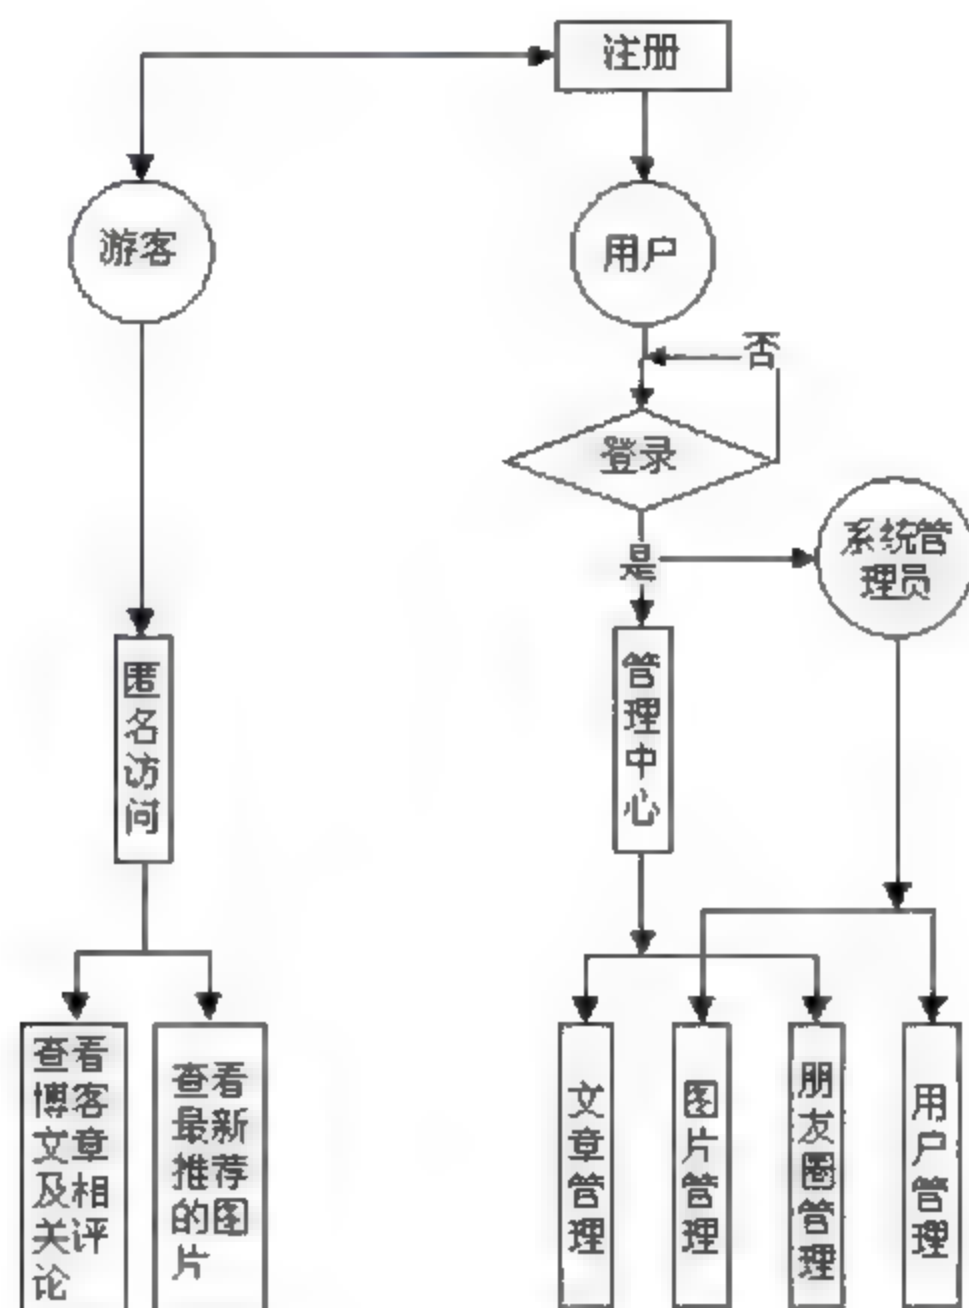 注册
游客
用户
否
登录
系统管
理员
是
匿
名
访
问
管
理
中
心
查看
博客
文章
及相
关评
论
查看
最新
推荐
的图
片
文
章
管
理
图
片
管
理
朋
友
圈
管
理
用
户
管
理